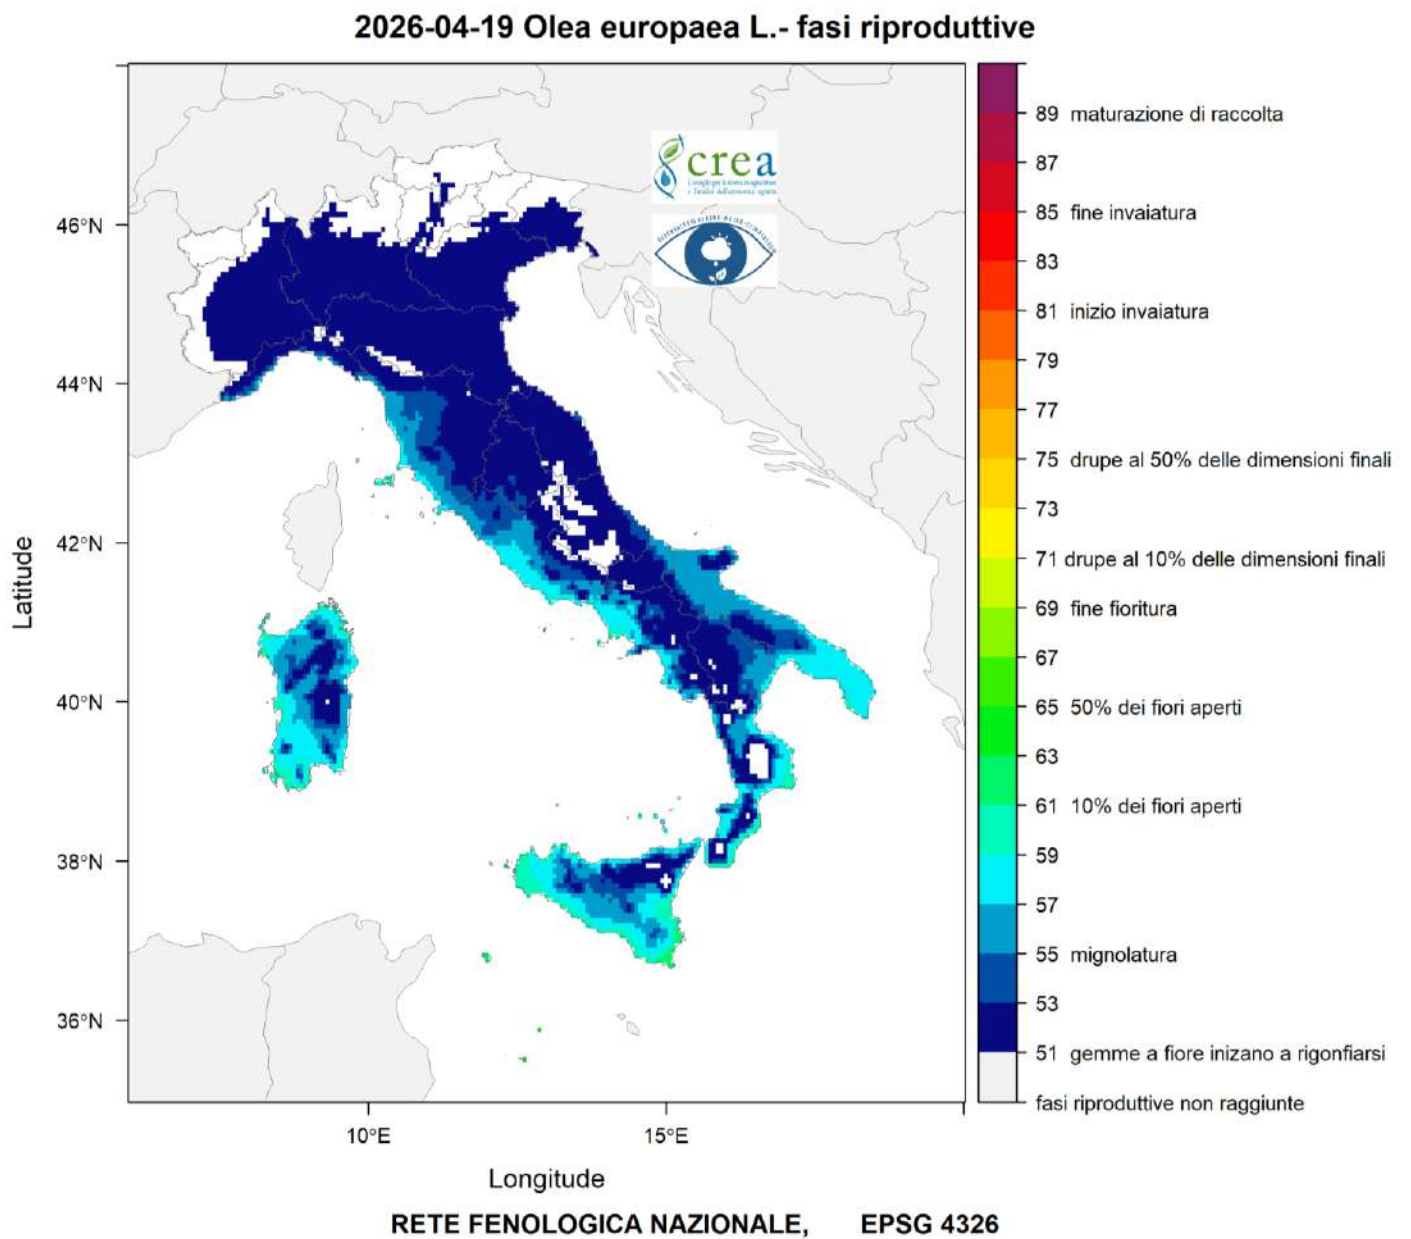 2026-04-19 Olea europaea L.- fasi riproduttive
crea
Latitude
46°N
44°N
42°N
40°N
38°N
36°N
10°E
15°E
Longitude
89 maturazione di raccolta
87
85 fine invaiatura
83
81 inizio invaiatura
79
77
75 drupe al 50% delle dimensioni finali
73
71 drupe al 10% delle dimensioni finali
69 fine fioritura
67
65 50% dei fiori aperti
63
61 10% dei fiori aperti
59
57
55 mignolatura
53
51 gemme a fiore inizano a rigonfiarsi
fasi riproduttive non raggiunte
RETE FENOLOGICA NAZIONALE, EPSG 4326